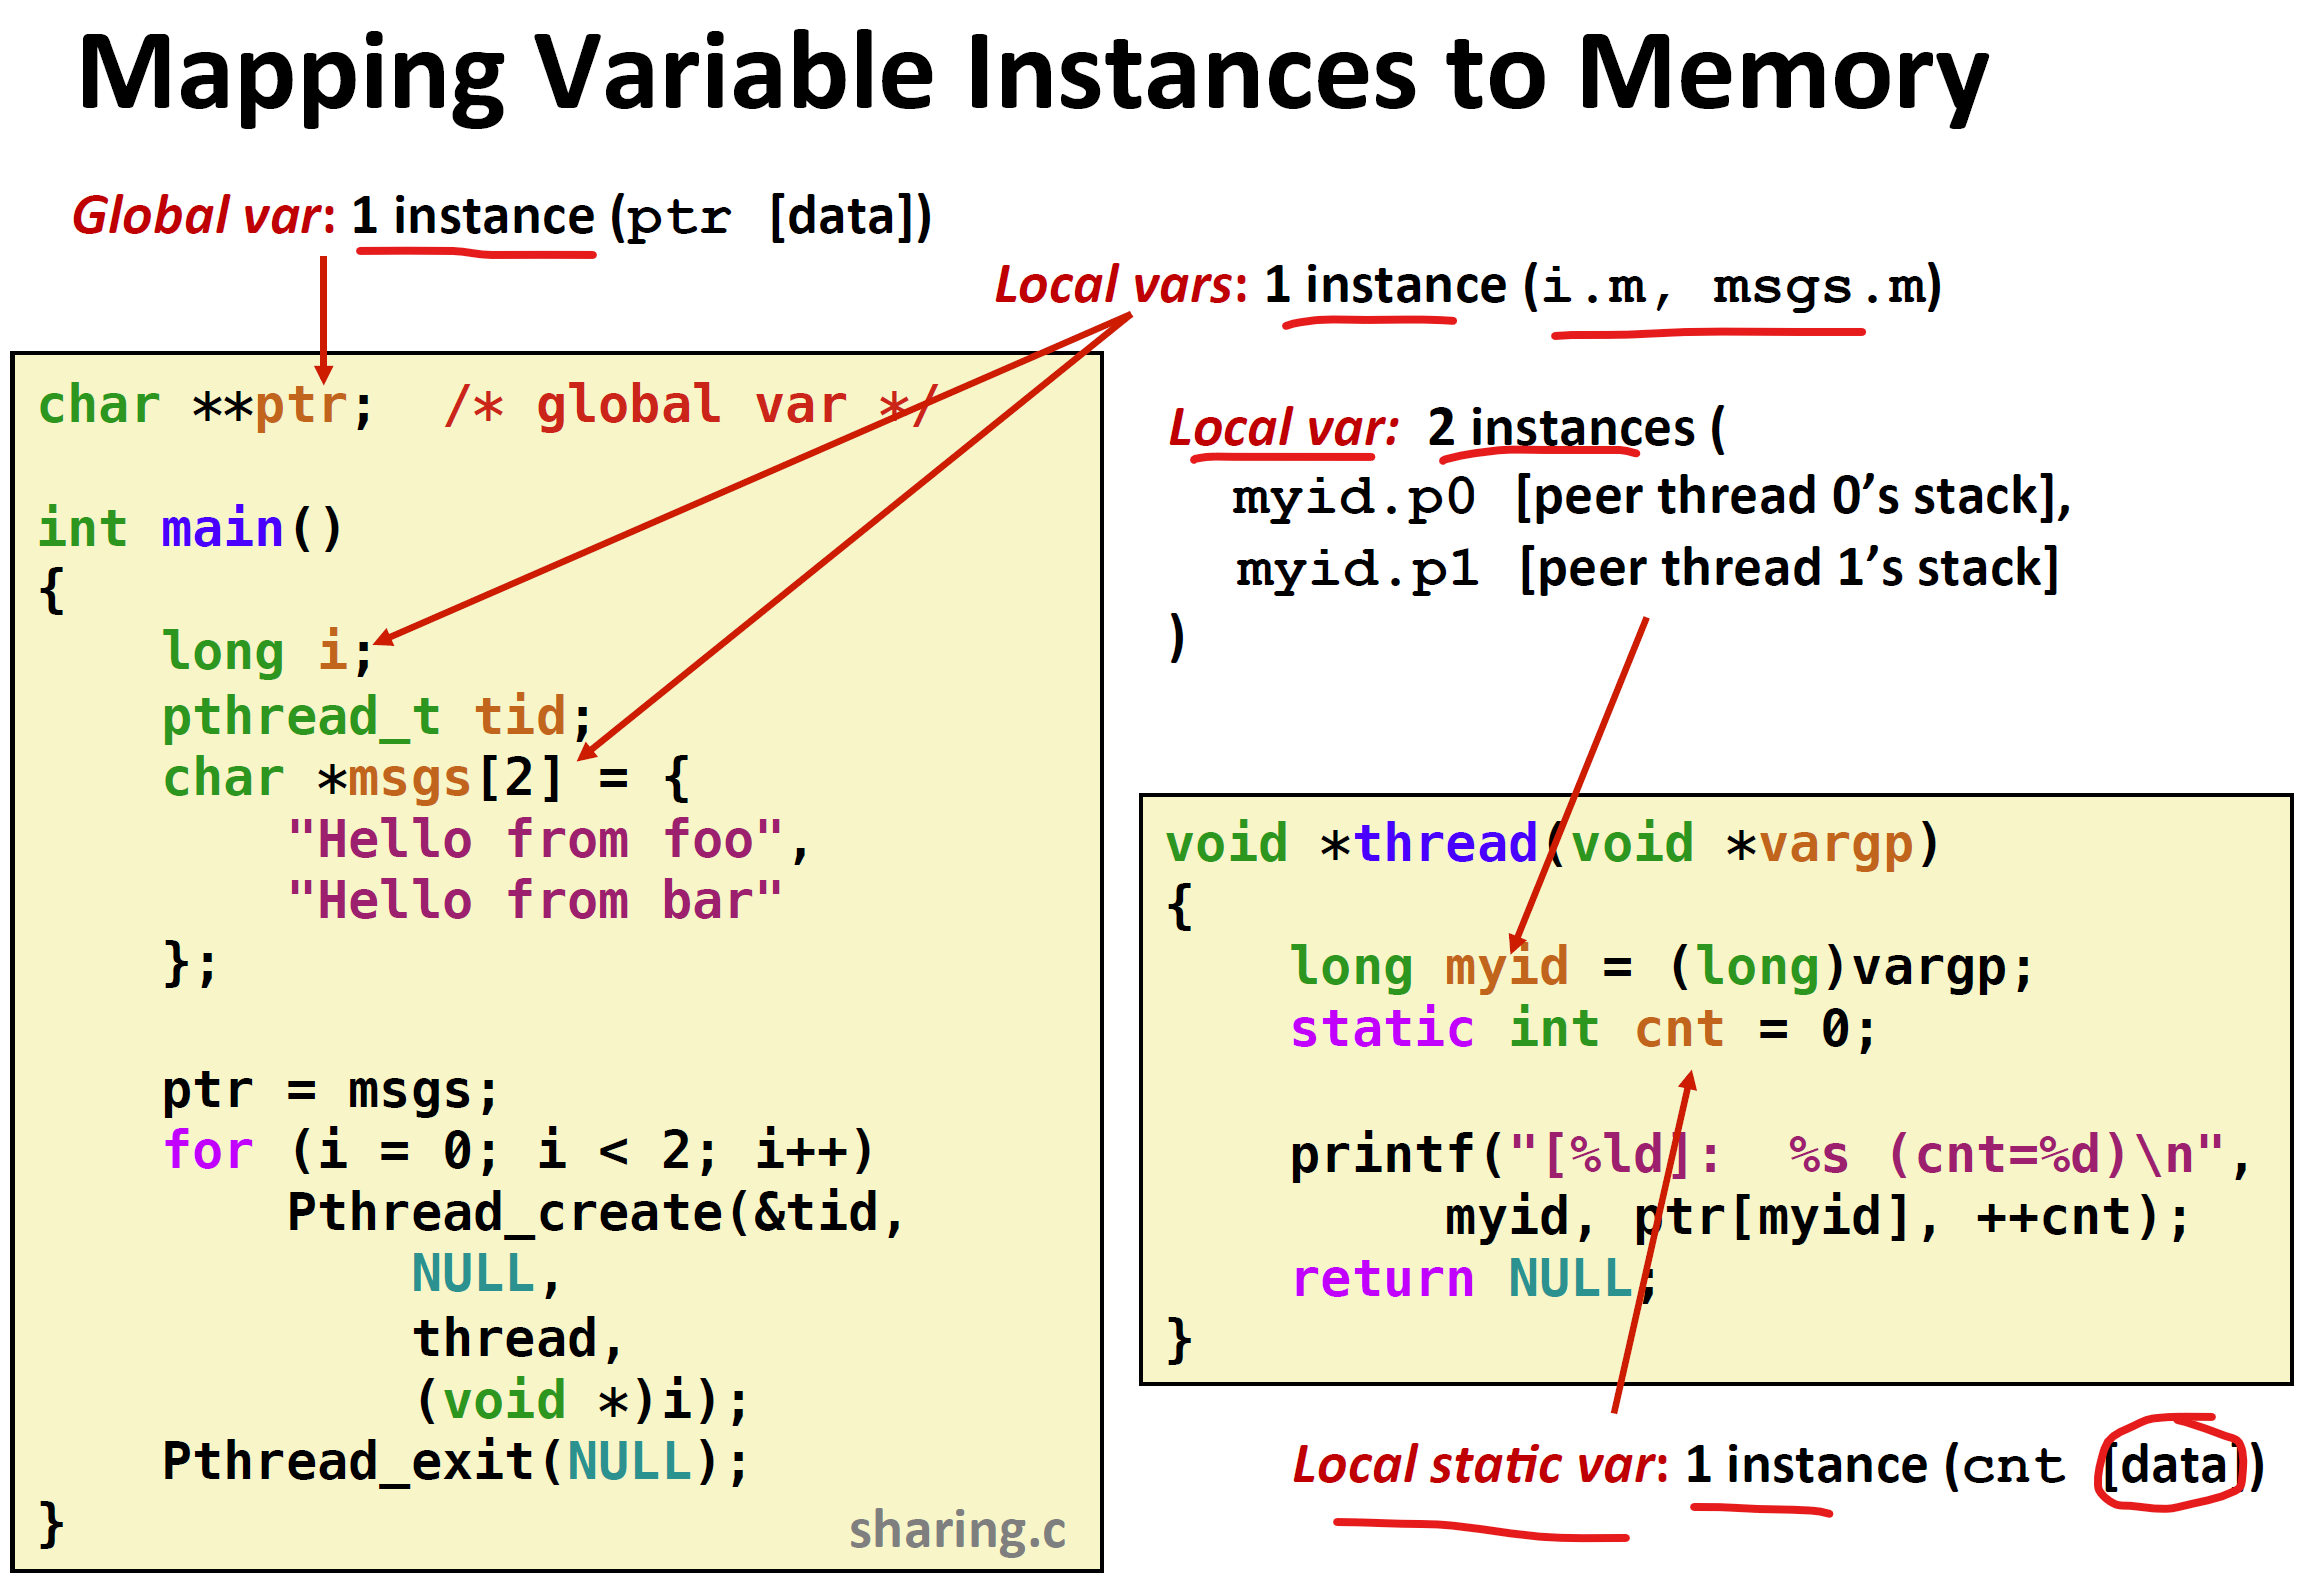 Mapping Variable Instances to Memory
Global var: 1 instance (ptr [data])
Local vars: 1 instance (i.m, msgs.m)
Local var: 2 instances (
myid.p0 [peer thread 0’s stack],
myid.p1 [peer thread 1’s stack]
)
char **ptr;  /* global var */
int main()
{
    long i;
    pthread_t tid;
    char *msgs[2] = {
        "Hello from foo",
        "Hello from bar"
    };
    ptr = msgs;
    for (i = 0; i < 2; i++)
        Pthread_create(&tid,
            NULL,
            thread,
            (void *)i);
    Pthread_exit(NULL);
}
sharing.c
void *thread(void *vargp)
{
    long myid = (long)vargp;
    static int cnt = 0;
    printf("[%ld]:  %s (cnt=%d)\n",
         myid, ptr[myid], ++cnt);
    return NULL;
}
Local static var: 1 instance (cnt [data])